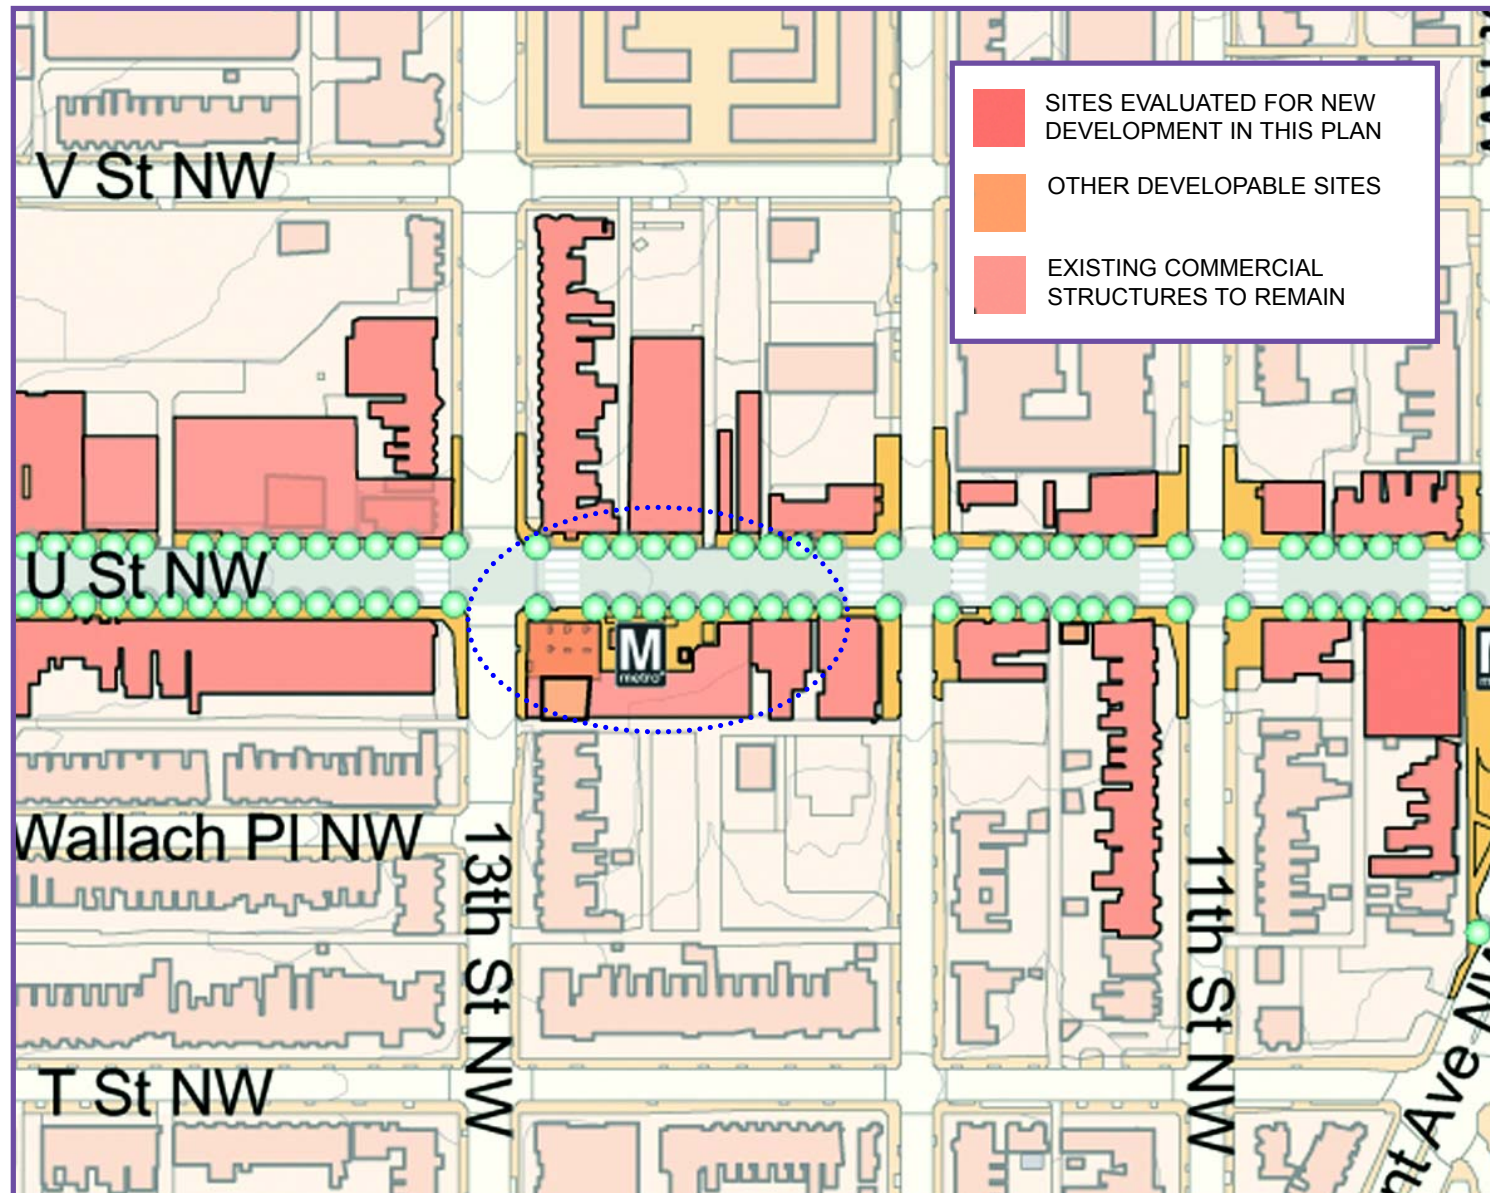 SITES EVALUATED FOR NEW
DEVELOPMENT IN THIS PLAN
OTHER DEVELOPABLE SITES
EXISTING COMMERCIAL
STRUCTURES TO REMAIN
V St NW
U St NW
M
metro
Wallach Pl NW
13th St NW
11th St NW
T St NW
Ave